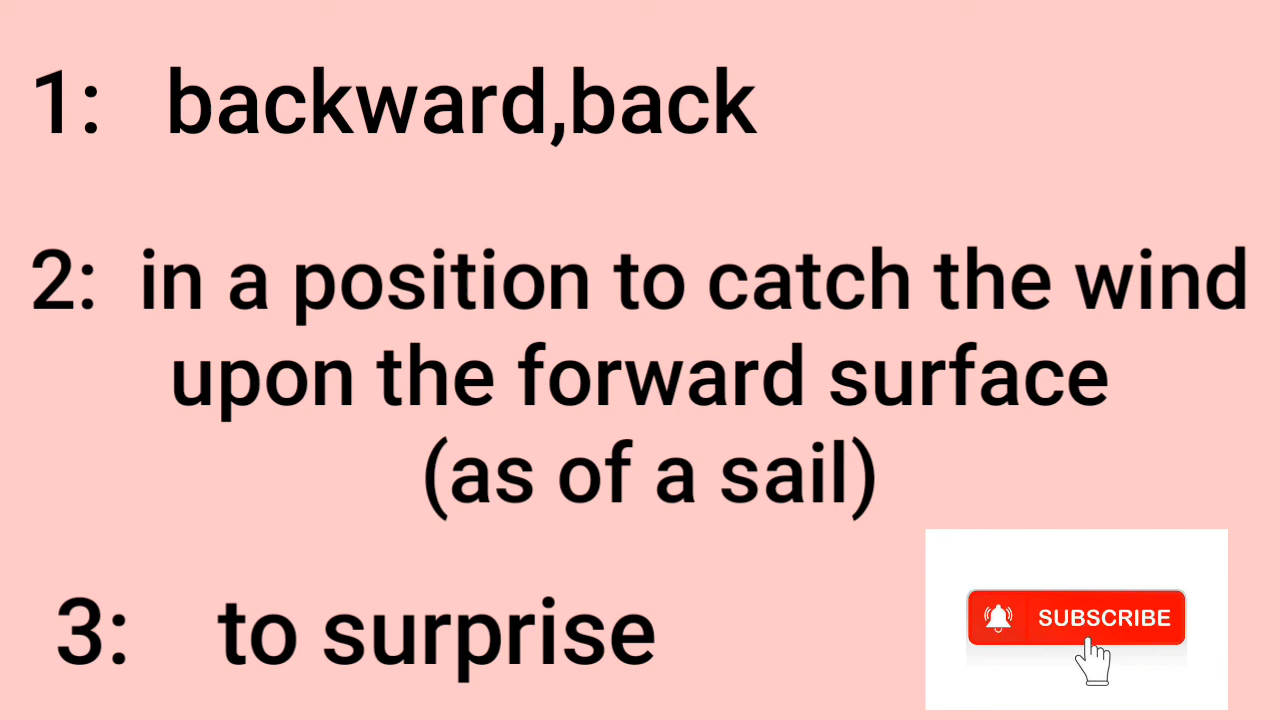 1: backward,back
2: in a position to catch the wind
upon the forward surface
(as of a sail)
3: to surprise
SUBSCRIBE